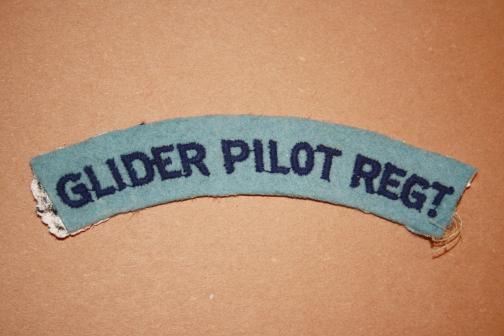 GLIDER PILOT REGT.